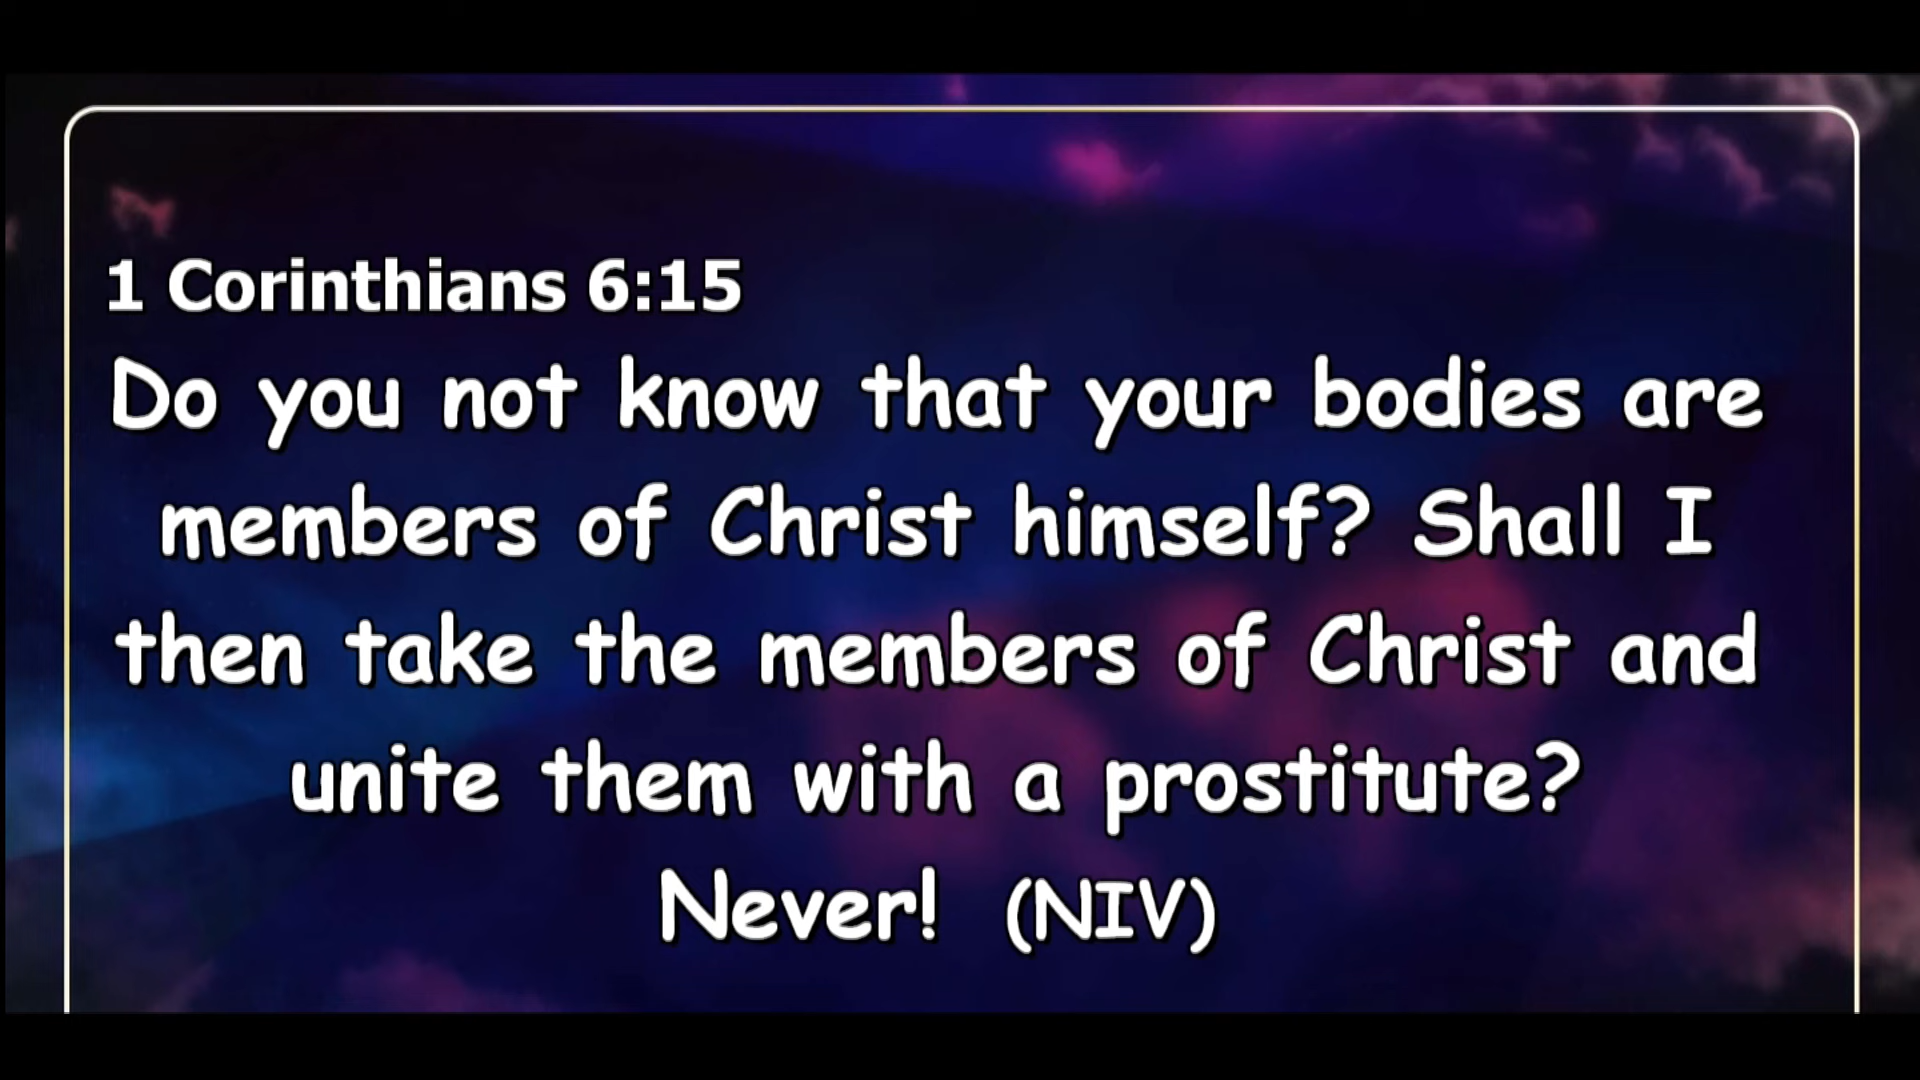 1 Corinthians 6:15
Do you not know that your bodies are
members of Christ himself? Shall I
then take the members of Christ and
unite them with a prostitute?
Never! (NIV)